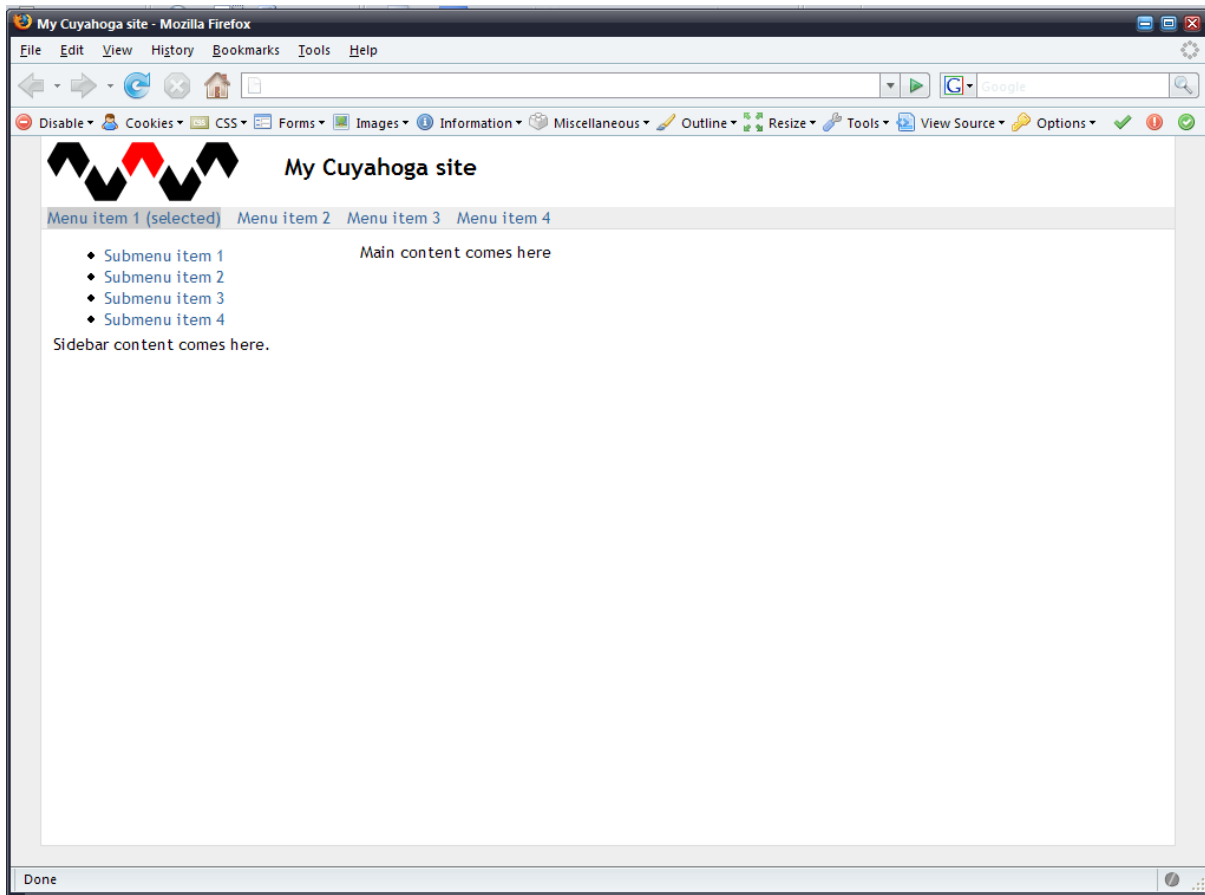 My Cuyahoga site - Mozilla Firefox
File Edit View History Bookmarks Tools Help
G Google
Disable Cookies CSS Forms Images Information Miscellaneous Outline Resize Tools View Source Options
My Cuyahoga site
Menu item 1 (selected) Menu item 2 Menu item 3 Menu item 4
Submenu item 1
Submenu item 2
Submenu item 3
Submenu item 4
Main content comes here
Sidebar content comes here.
Done